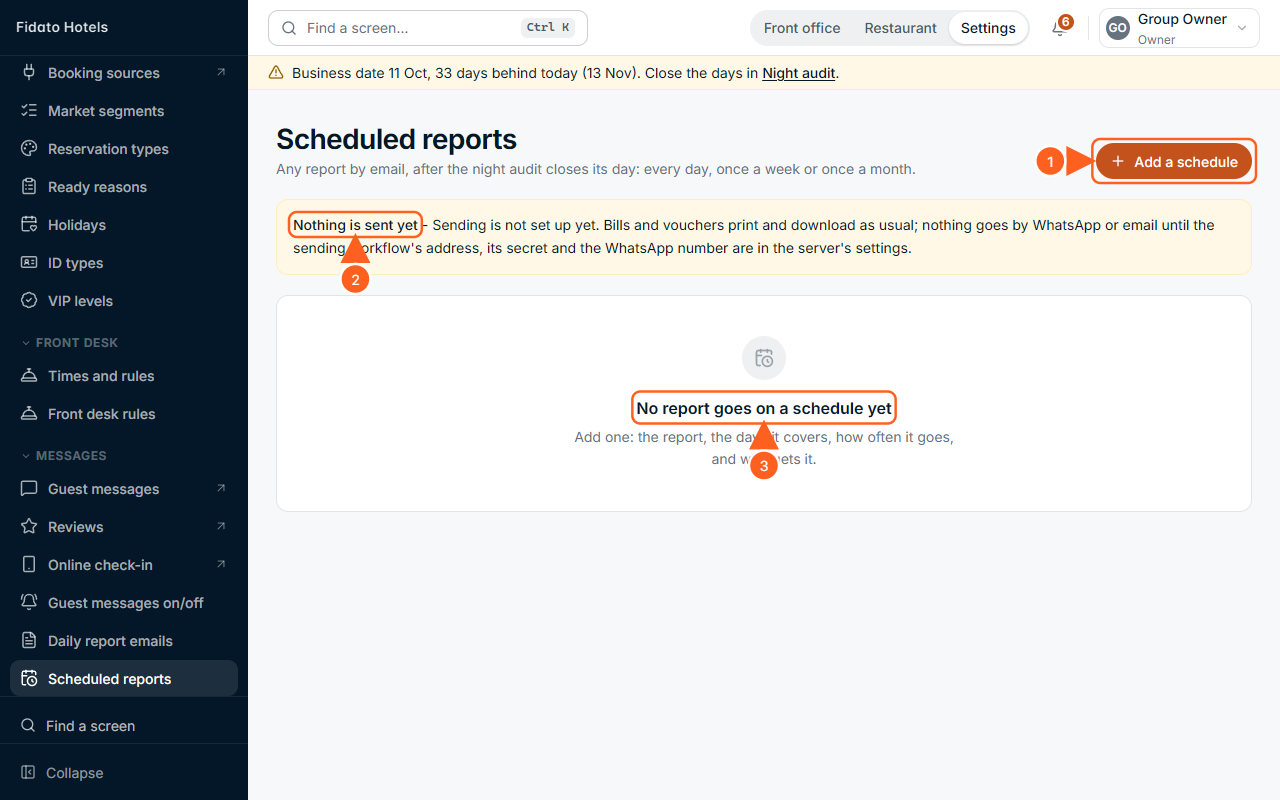 Fidato Hotels
Find a screen...
Ctrl K
Front office
Restaurant
Settings
6
GO
Group Owner
Owner
Business date 11 Oct, 33 days behind today (13 Nov). Close the days in Night audit.
Booking sources
Market segments
Reservation types
Ready reasons
Holidays
ID types
VIP levels
FRONT DESK
Times and rules
Front desk rules
MESSAGES
Guest messages
Reviews
Online check-in
Guest messages on/off
Daily report emails
Scheduled reports
Find a screen
Collapse
Scheduled reports
Any report by email, after the night audit closes its day: every day, once a week or once a month.
1
+ Add a schedule
Nothing is sent yet - Sending is not set up yet. Bills and vouchers print and download as usual; nothing goes by WhatsApp or email until the
sending workflow's address, its secret and the WhatsApp number are in the server's settings.
2
No report goes on a schedule yet
Add one: the report, the day it covers, how often it goes,
and gets it.
3